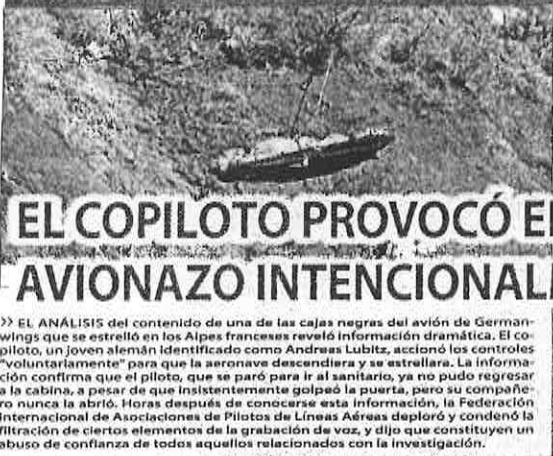 EL COPILOTO PROVOCÓ E
AVIONAZO INTENCIONAL
>> EL ANÁLISIS del contenido de una de las cajas negras del avión de German-
wings que se estrelló en los Alpes franceses reveló información dramática. El co-
piloto, un joven alemán identificado como Andreas Lubitz, accionó los controles
"voluntariamente" para que la aeronave descendiera y se estrellara. La informa-
ción confirma que el piloto, que se paró para ir al sanitario, ya no pudo regresar
a la cabina, a pesar de que insistentemente golpeó la puerta, pero su compañe-
ro nunca la abrió. Horas después de conocerse esta información, la Federación
Internacional de Asociaciones de Pilotos de Líneas Aéreas deploró y condenó la
filtración de ciertos elementos de la grabación de voz, y dijo que constituyen un
abuso de confianza de todos aquellos relacionados con la investigación.